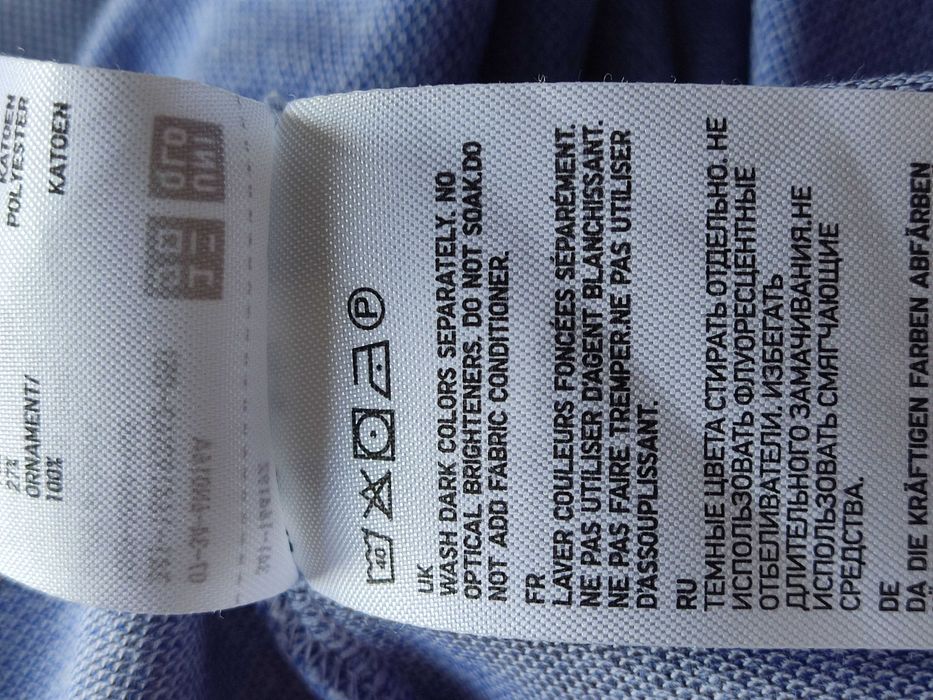 KATOEN
POLYESTER
KATOEN
2%
ORNAMENT/
100%
40
P
UK
WASH DARK COLORS SEPARATELY. NO
OPTICAL BRIGHTENERS. DO NOT SOAK.DO
NOT ADD FABRIC CONDITIONER.
FR
LAVER COULEURS FONCÉES SÉPARÉMENT.
NE PAS UTILISER D'AGENT BLANCHISSANT.
NE PAS FAIRE TREMPER.NE PAS UTILISER
D'ASSOUPLISSANT.
RU
ТЕМНЫЕ ЦВЕТА СТИРАТЬ ОТДЕЛЬНО. НЕ
ИСПОЛЬЗОВАТЬ ФЛУОРЕСЦЕНТНЫЕ
ОТБЕЛИВАТЕЛИ. ИЗБЕГАТЬ
ДЛИТЕЛЬНОГО ЗАМАЧИВАНИЯ.НЕ
ИСПОЛЬЗОВАТЬ СМЯГЧАЮЩИЕ
СРЕДСТВА.
DE
DA DIE KRÄFTIGEN FARBEN ABFÄRBEN